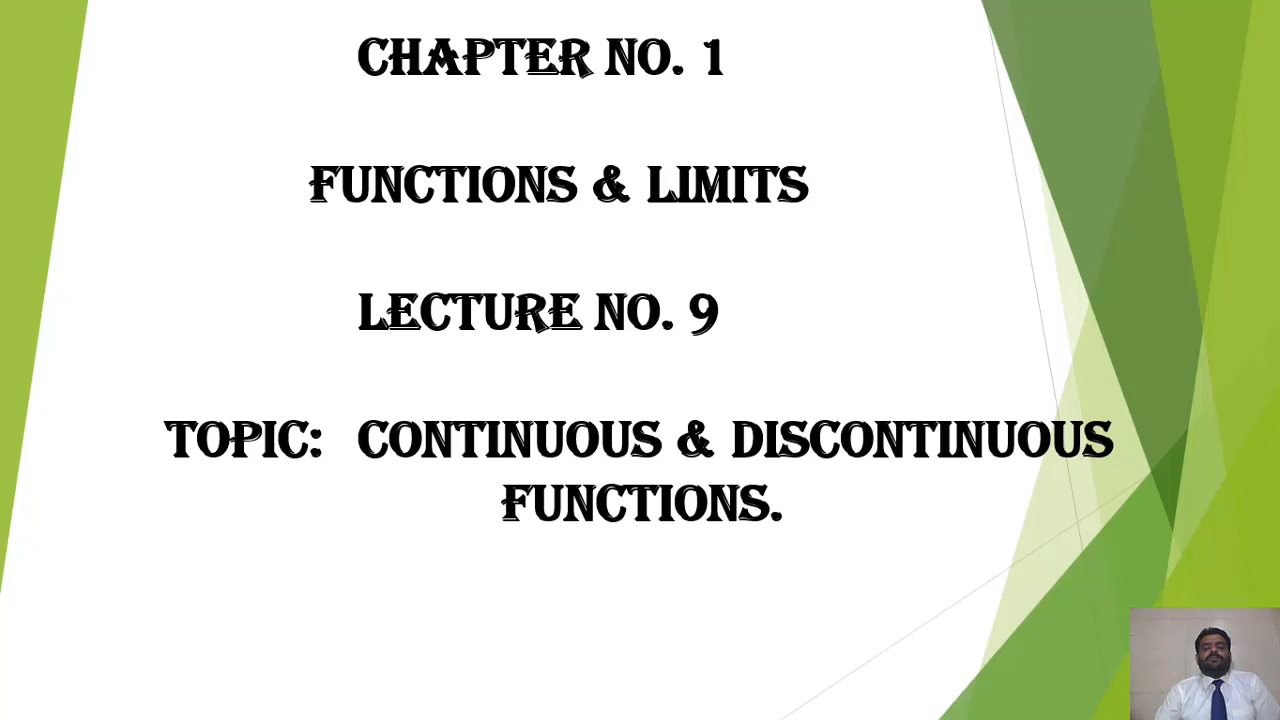 CHAPTER NO. 1
FUNCTIONS & LIMITS
LECTURE NO. 9
TOPIC: CONTINUOUS & DISCONTINUOUS
FUNCTIONS.